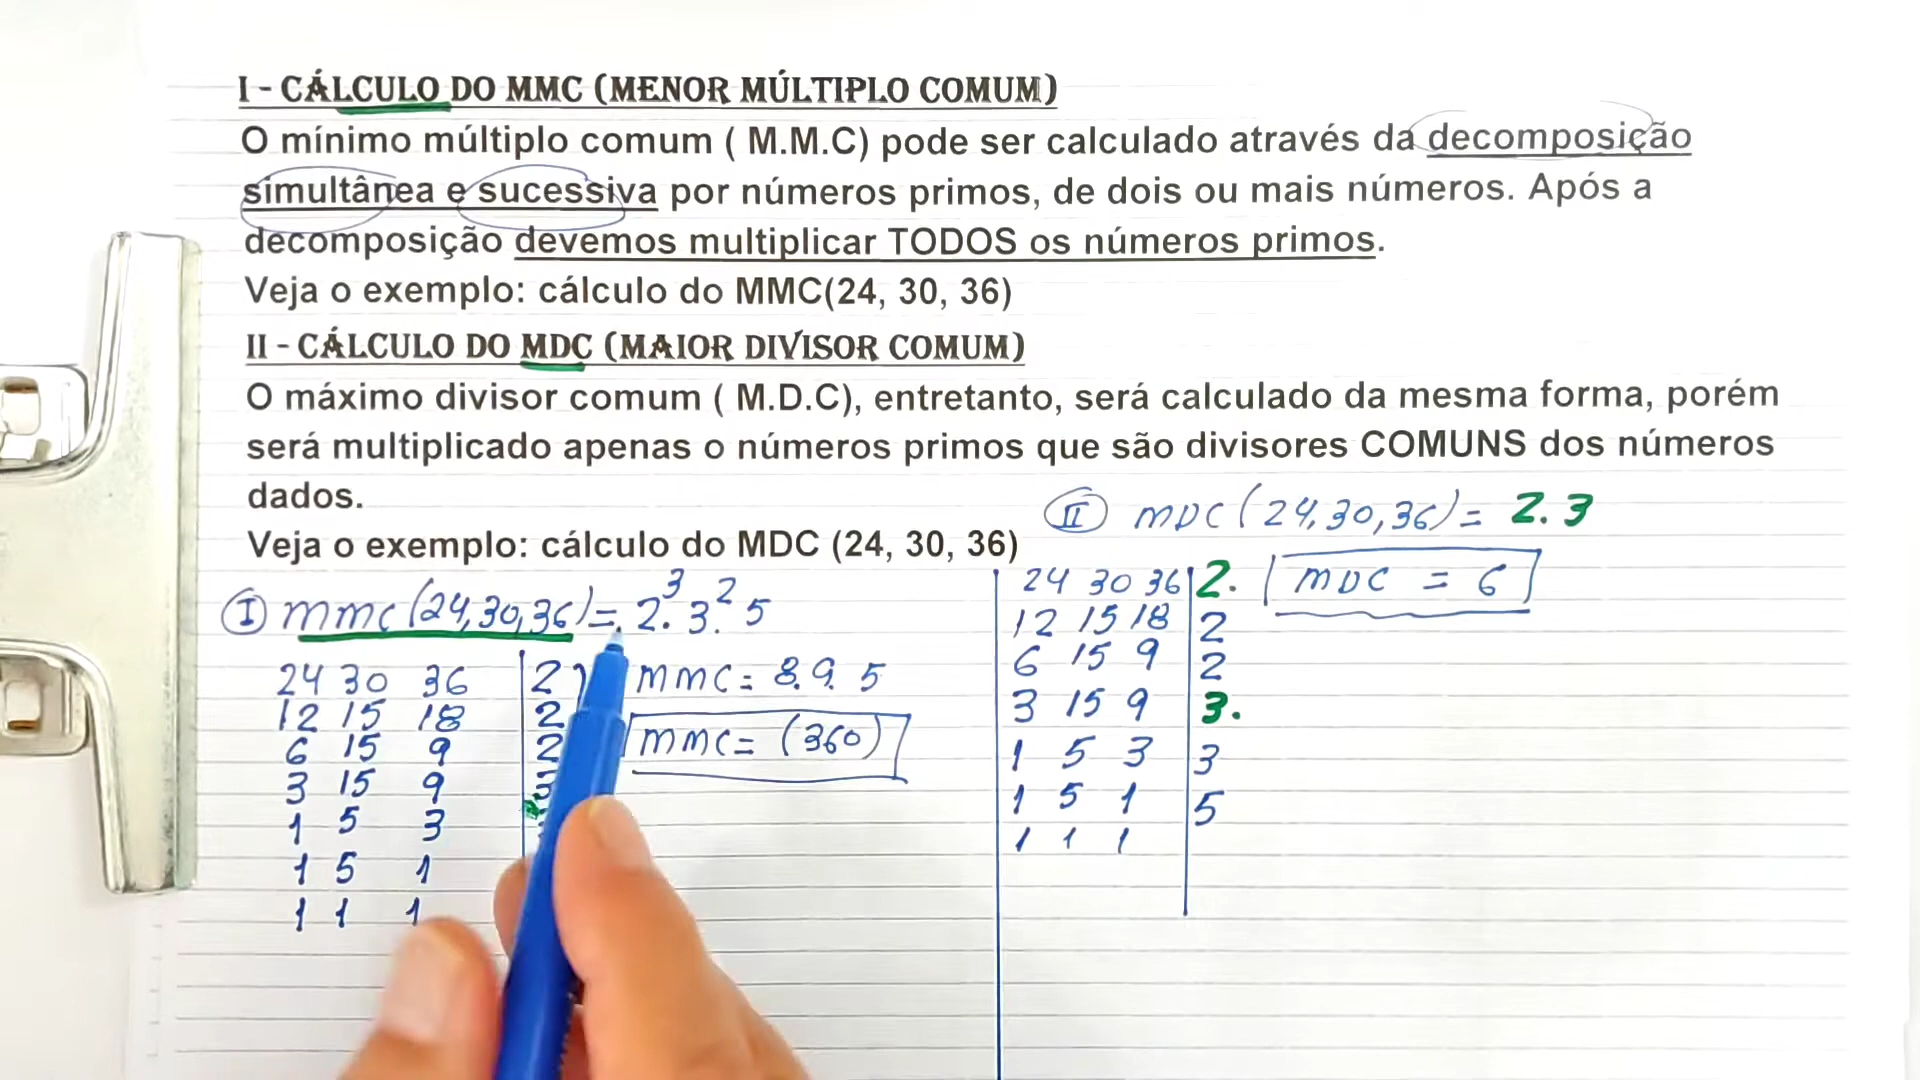 I - CÁLCULO DO MMC (MENOR MÚLTIPLO COMUM)
O mínimo múltiplo comum ( M.M.C) pode ser calculado através da decomposição
simultânea e sucessiva por números primos, de dois ou mais números. Após a
decomposição devemos multiplicar TODOS os números primos.
Veja o exemplo: cálculo do MMC(24, 30, 36)
II - CÁLCULO DO MDC (MAIOR DIVISOR COMUM)
O máximo divisor comum ( M.D.C), entretanto, será calculado da mesma forma, porém
será multiplicado apenas o números primos que são divisores COMUNS dos números
dados.
Veja o exemplo: cálculo do MDC (24, 30, 36)
I mmc (24,30,36) = 2³. 3². 5
24 30 36 2
12 15 18 2
6 15 9 2
3 15 9 3
1 5 3
1 5 1
1 1 1
mmc = 8. 9. 5
mmc = (360)
II mDC (24,30,36) = 2. 3
24 30 36 2.
12 15 18 2
6 15 9 2
3 15 9 3.
1 5 3 3
1 5 1 5
1 1 1
mDC = 6